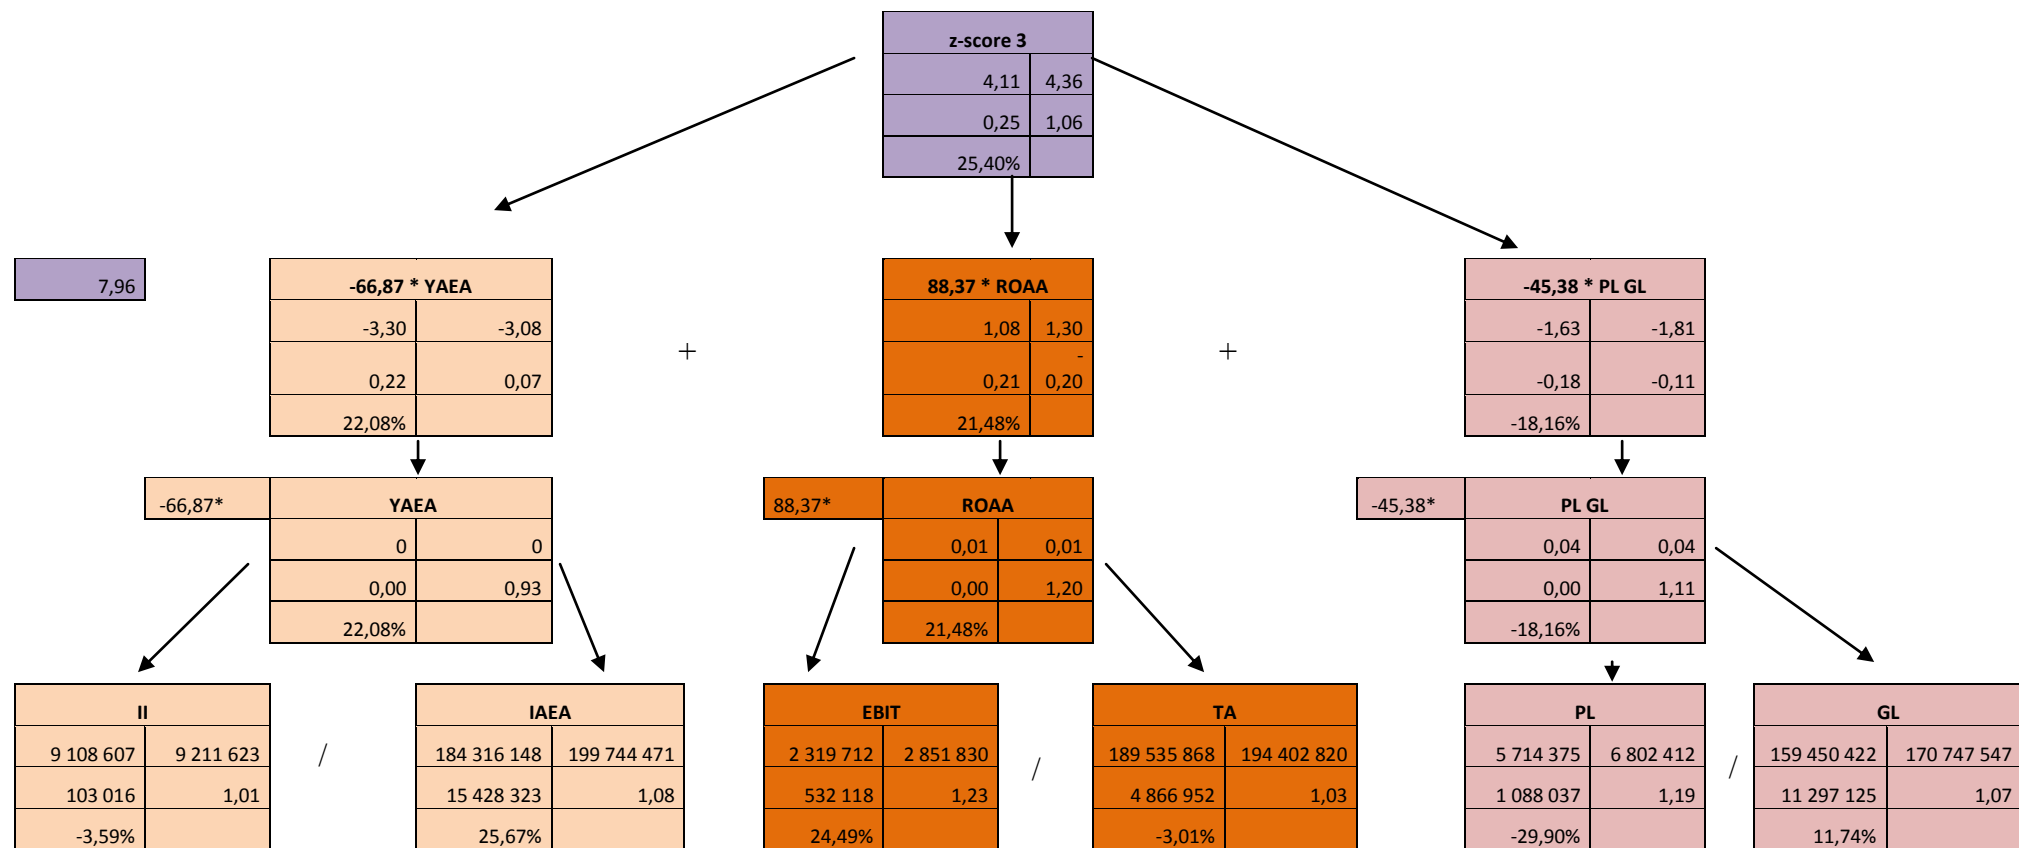 z-score 3
4,11 4,36
0,25 1,06
25,40%
7,96
-66,87 * YAEA
-3,30 -3,08
0,22 0,07
22,08%
+
88,37 * ROAA
1,08 1,30
0,21 -0,20
21,48%
+
-45,38 * PL GL
-1,63 -1,81
-0,18 -0,11
-18,16%
-66,87*
YAEA
0 0
0,00 0,93
22,08%
88,37*
ROAA
0,01 0,01
0,00 1,20
21,48%
-45,38*
PL GL
0,04 0,04
0,00 1,11
-18,16%
II
9 108 607 9 211 623
103 016 1,01
-3,59%
/
IAEA
184 316 148 199 744 471
15 428 323 1,08
25,67%
EBIT
2 319 712 2 851 830
532 118 1,23
24,49%
/
TA
189 535 868 194 402 820
4 866 952 1,03
-3,01%
PL
5 714 375 6 802 412
1 088 037 1,19
-29,90%
/
GL
159 450 422 170 747 547
11 297 125 1,07
11,74%